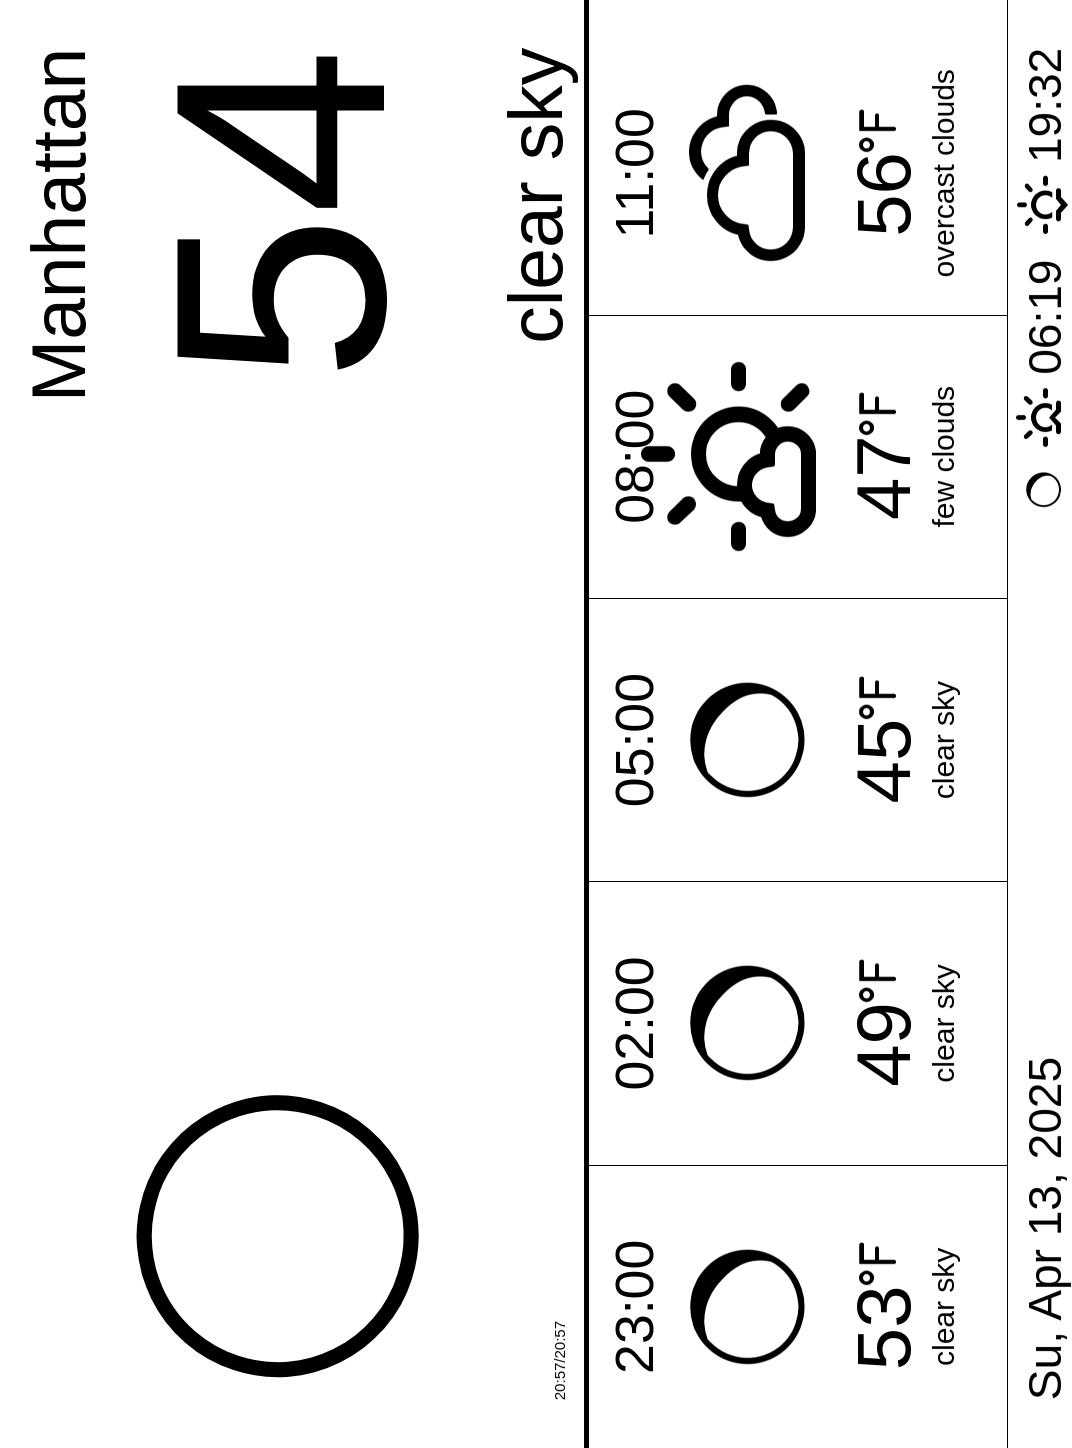 Manhattan
54
clear sky
20:57/20:57
23:00 02:00 05:00 08:00 11:00
53°F 49°F 45°F 47°F 56°F
clear sky clear sky clear sky few clouds overcast clouds
Su, Apr 13, 2025 06:19 19:32